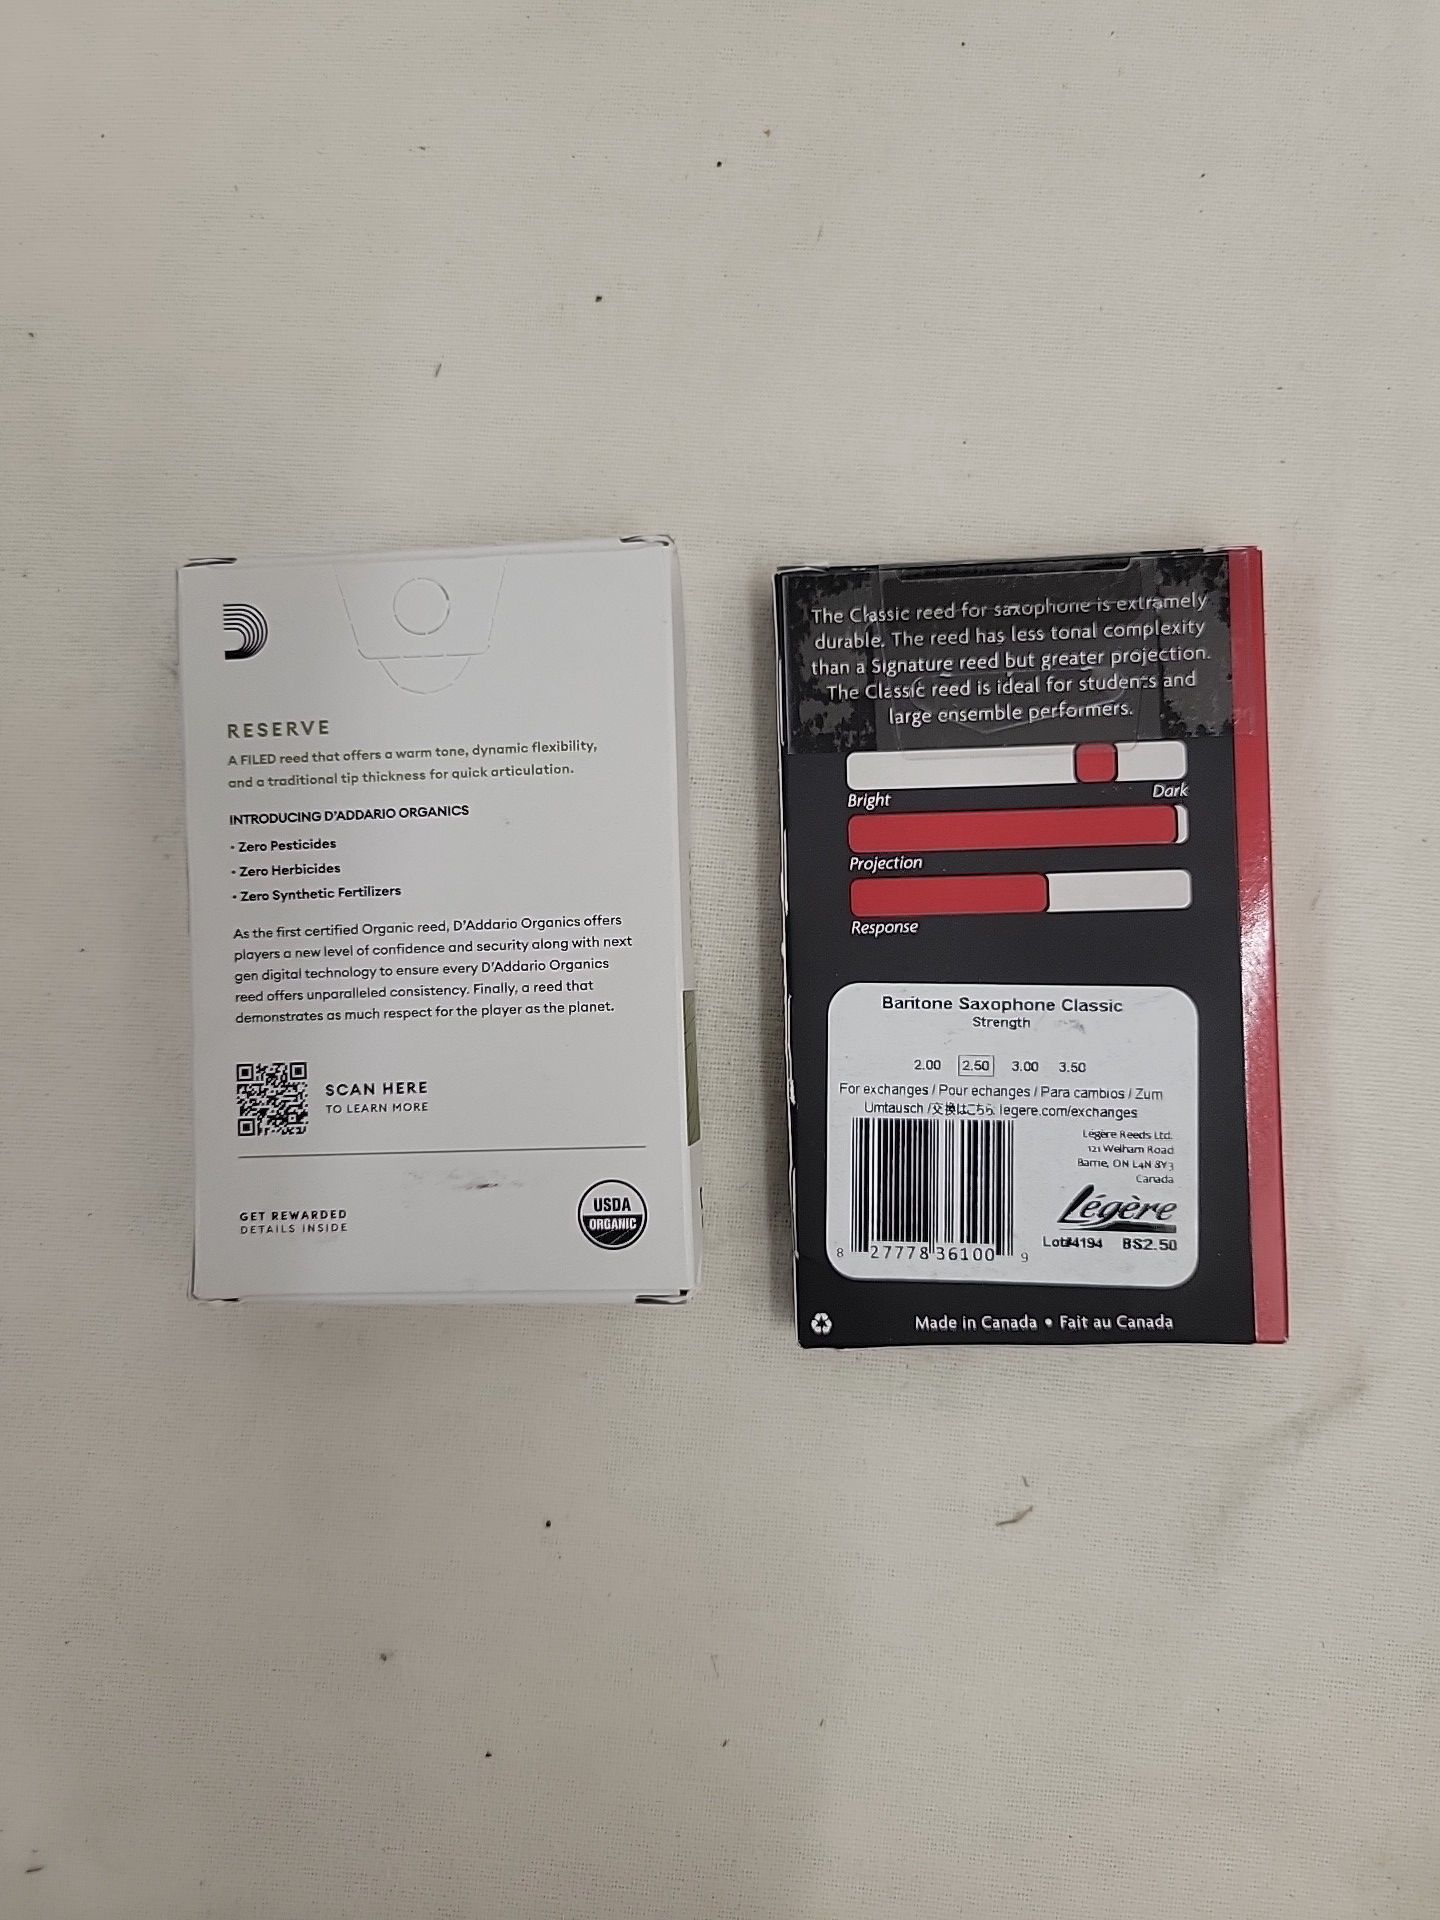 RESERVE
A FILED reed that offers a warm tone, dynamic flexibility,
and a traditional tip thickness for quick articulation.
INTRODUCING D'ADDARIO ORGANICS
• Zero Pesticides
• Zero Herbicides
• Zero Synthetic Fertilizers
As the first certified Organic reed, D'Addario Organics offers
players a new level of confidence and security along with next
gen digital technology to ensure every D'Addario Organics
reed offers unparalleled consistency. Finally, a reed that
demonstrates as much respect for the player as the planet.
SCAN HERE
TO LEARN MORE
GET REWARDED
DETAILS INSIDE
USDA
ORGANIC
The Classic reed for saxophone is extramely
durable. The reed has less tonal complexity
than a Signature reed but greater projection.
The Classic reed is ideal for students and
large ensemble performers.
Bright Dark
Projection
Response
Baritone Saxophone Classic
Strength
2.00 2.50 3.00 3.50
For exchanges / Pour echanges / Para cambios / Zum
Umtausch /交換はこちら legere.com/exchanges
Légère Reeds Ltd.
121 Welham Road
Barrie, ON L4N 8Y3
Canada
Légère
8 27778 36100 9
Lot#4194 BS2.50
Made in Canada • Fait au Canada